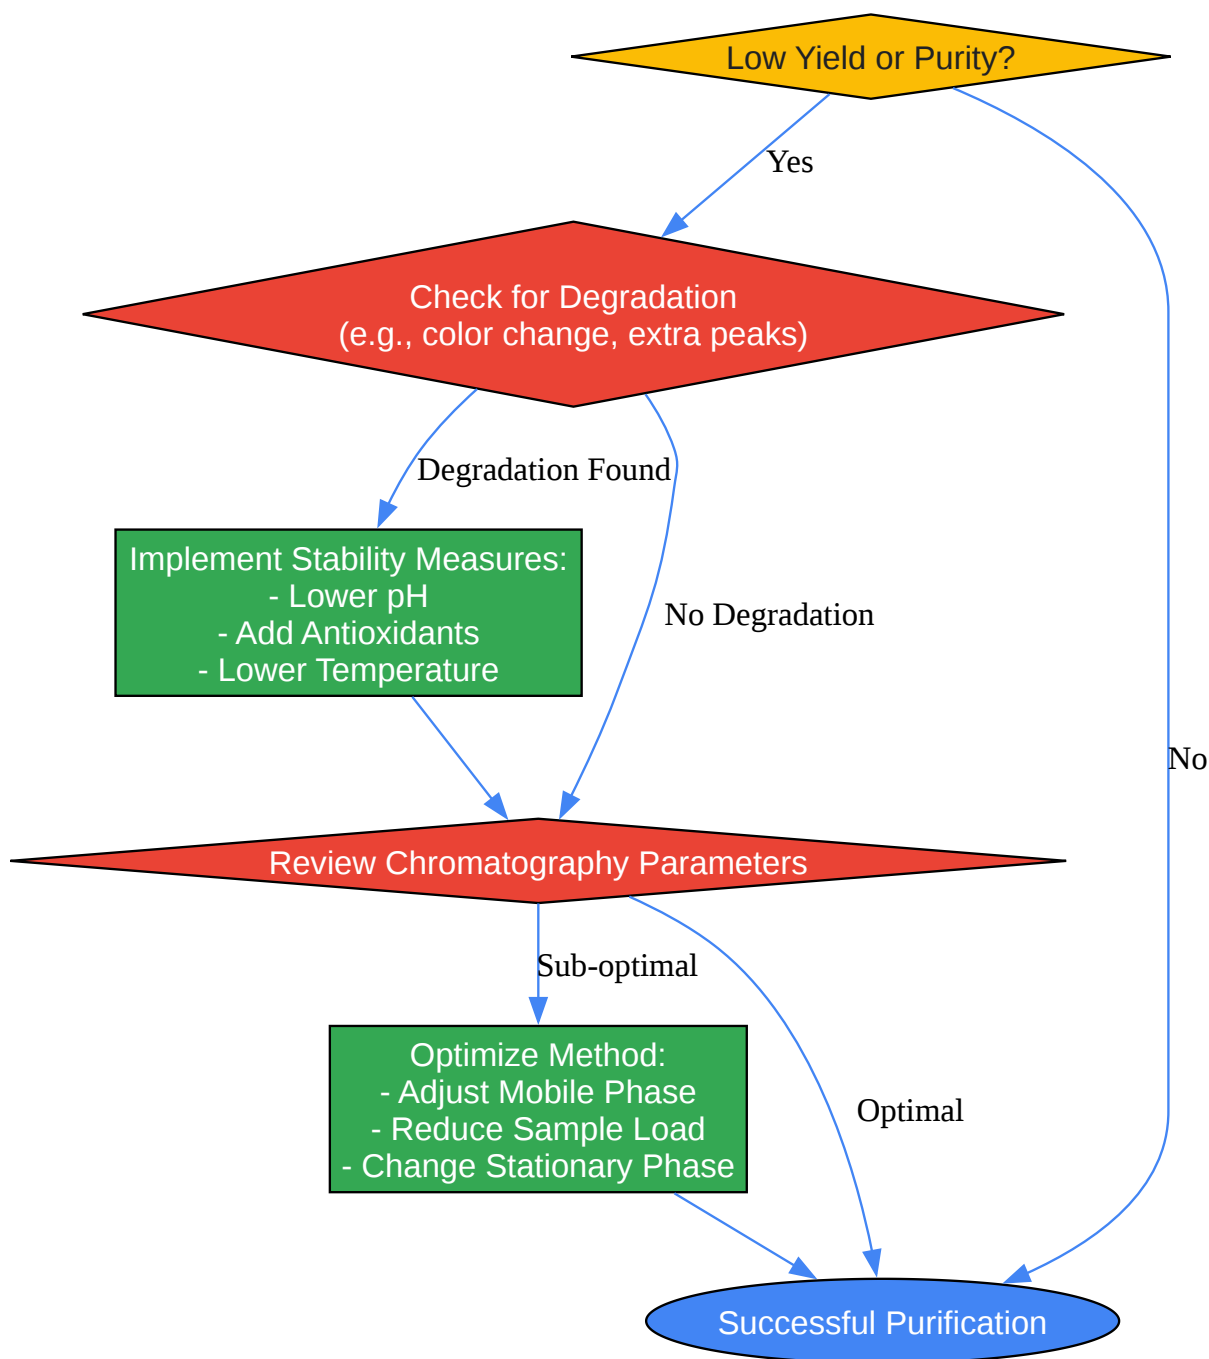 Low Yield or Purity?
Yes
Check for Degradation
(e.g., color change, extra peaks)
Degradation Found
Implement Stability Measures:
- Lower pH
- Add Antioxidants
- Lower Temperature
No Degradation
No
Review Chromatography Parameters
Sub-optimal
Optimize Method:
- Adjust Mobile Phase
- Reduce Sample Load
- Change Stationary Phase
Optimal
Successful Purification